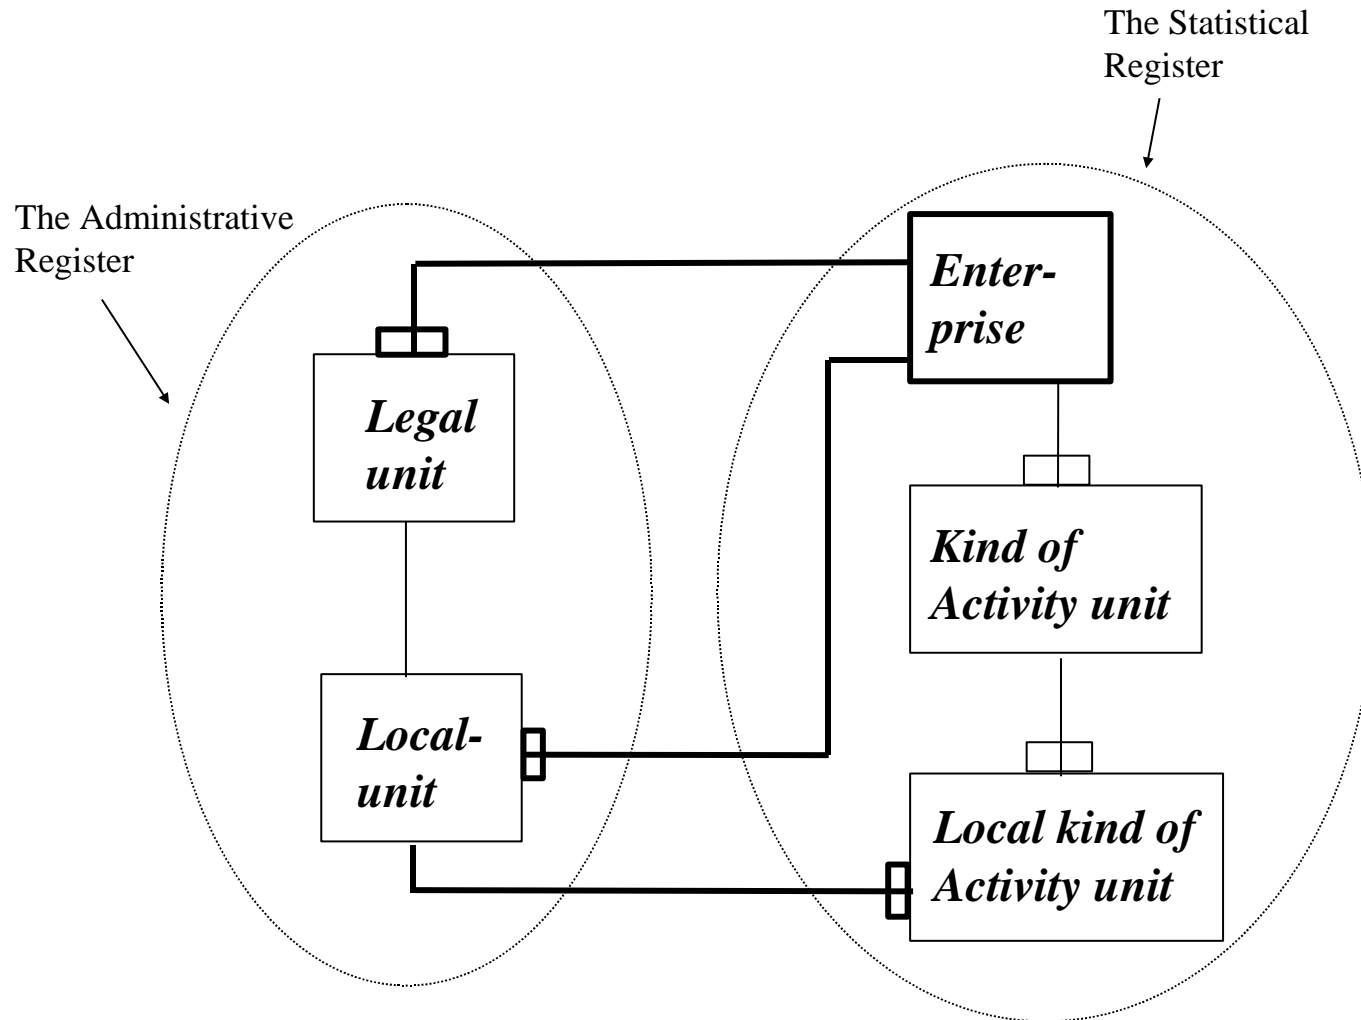 The Statistical
Register
The Administrative
Register
Enter-
prise
Legal
unit
Kind of
Activity unit
Local-
unit
Local kind of
Activity unit